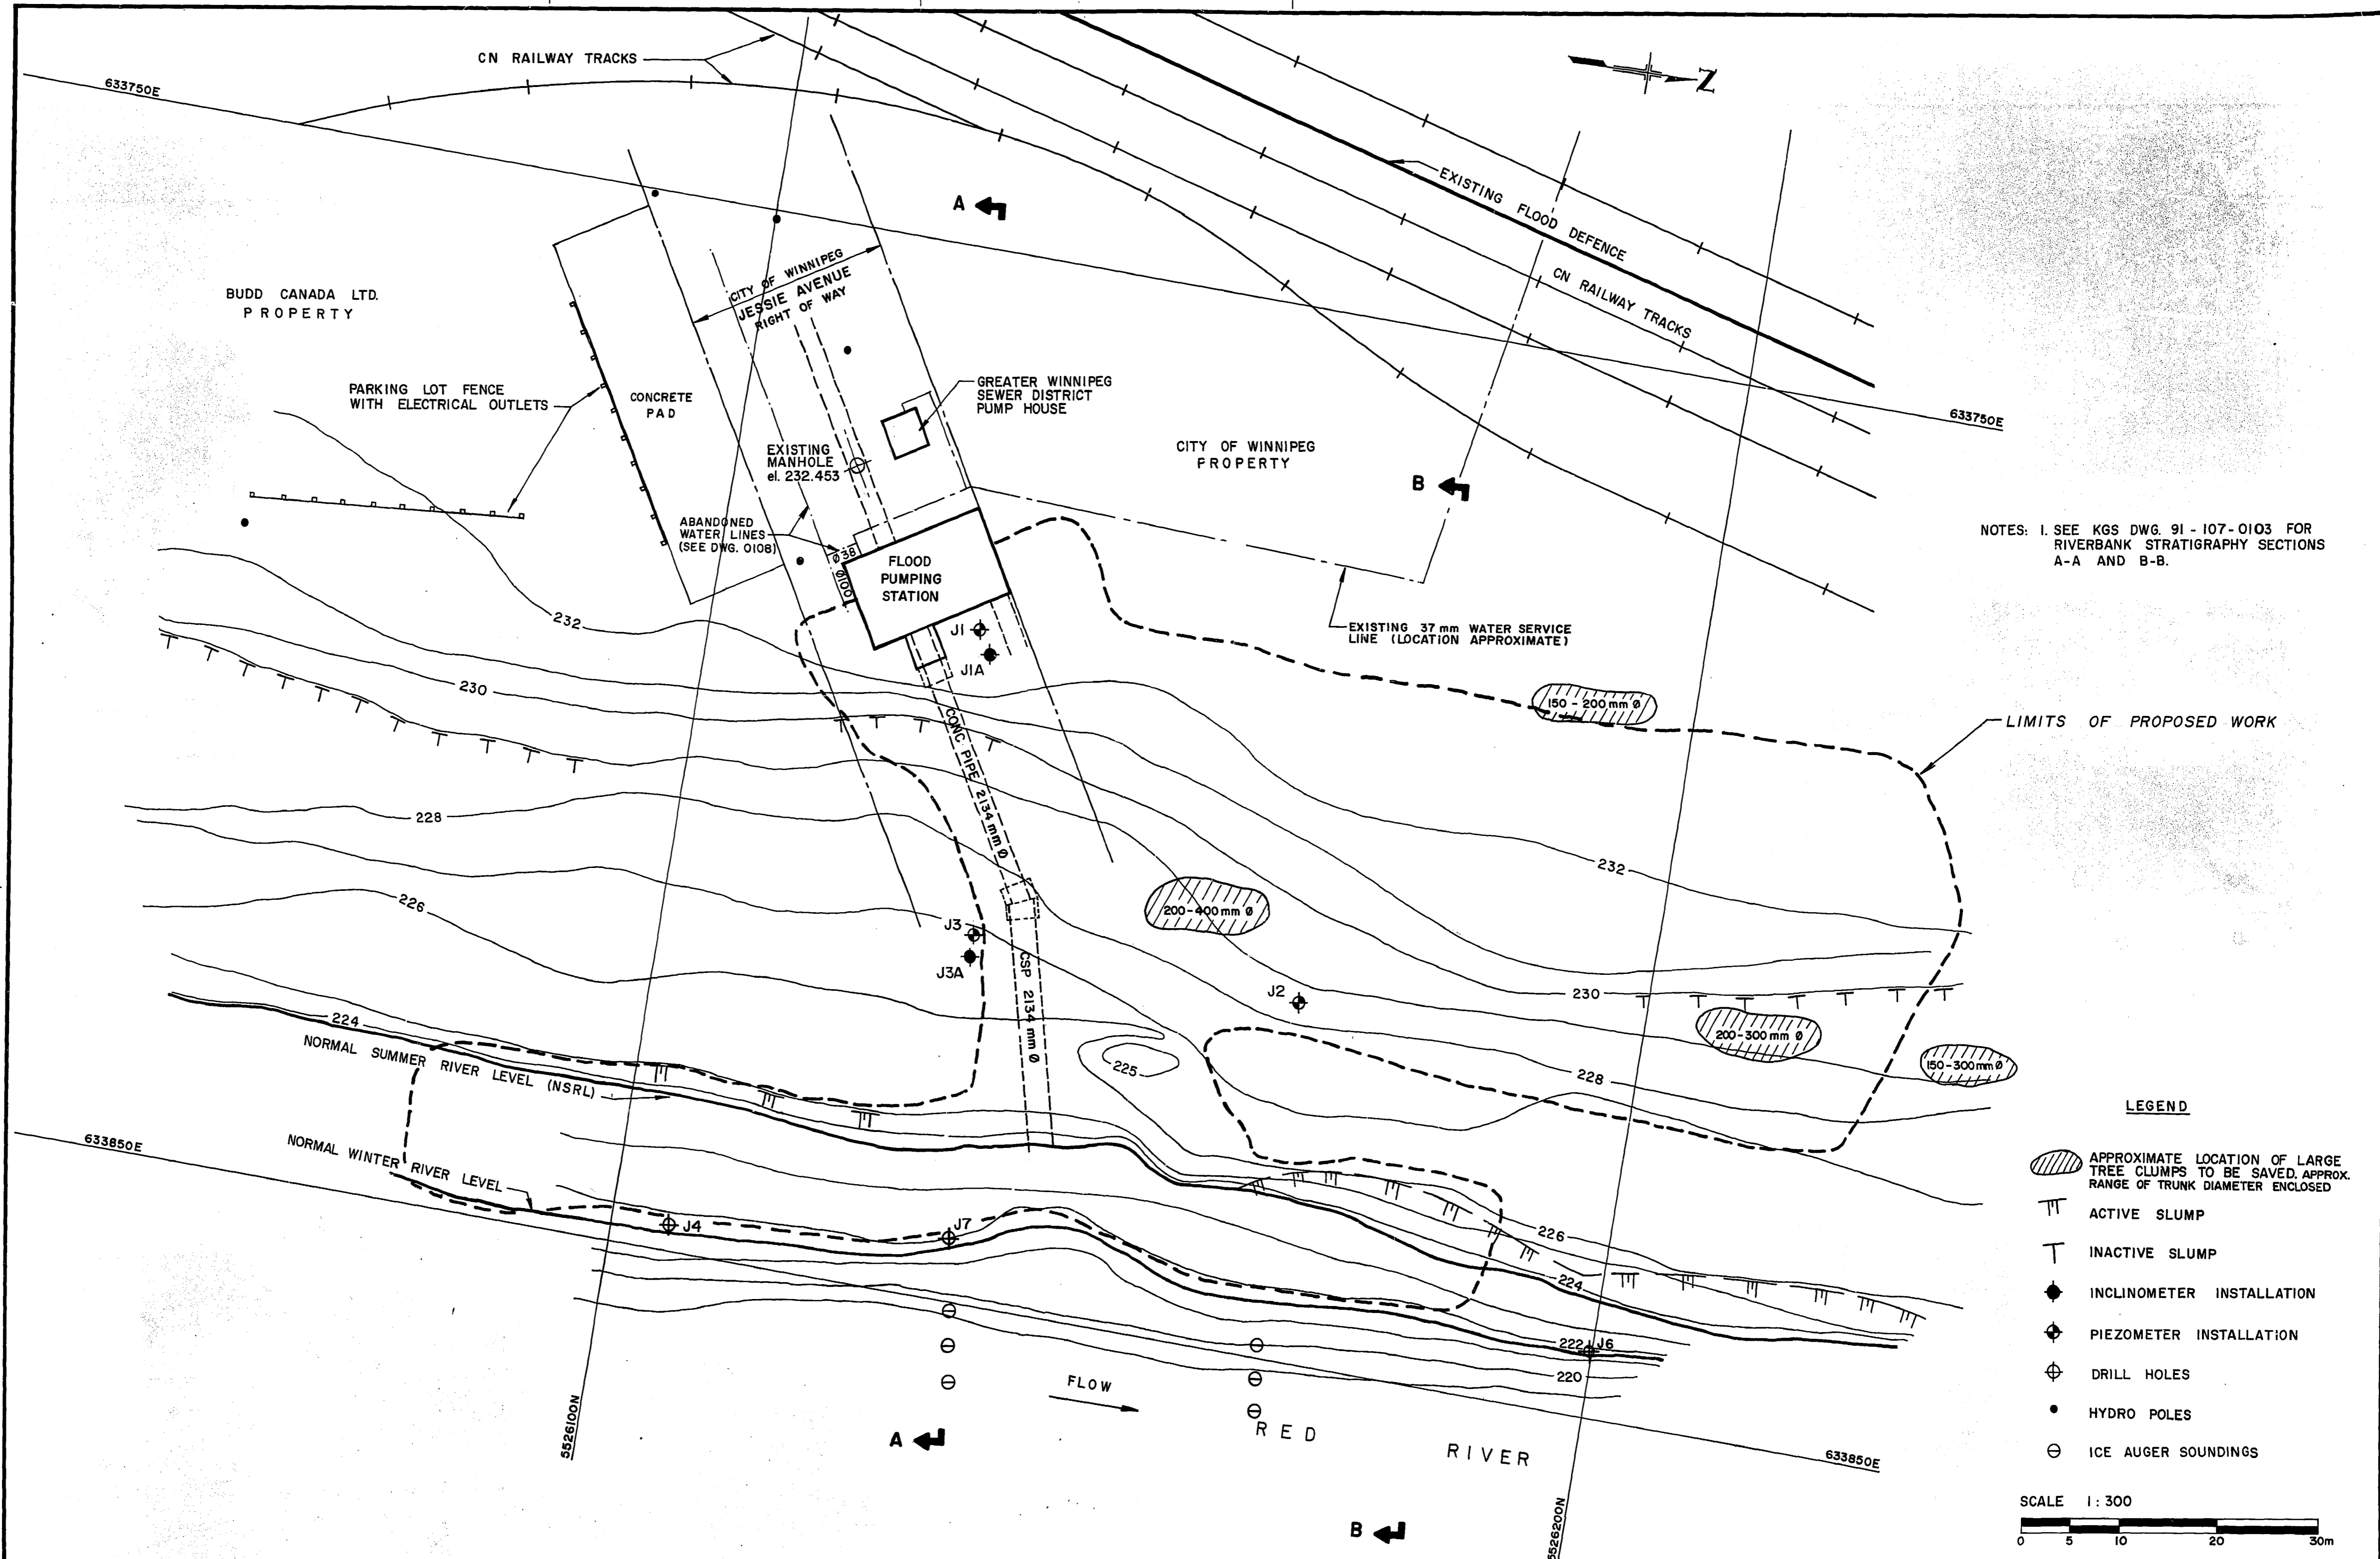 CN RAILWAY TRACKS
Z
633750E
A
EXISTING FLOOD DEFENCE
CN RAILWAY TRACKS
BUDD CANADA LTD.
PROPERTY
CITY OF WINNIPEG
JESSIE AVENUE
RIGHT OF WAY
PARKING LOT FENCE
WITH ELECTRICAL OUTLETS
CONCRETE
PAD
GREATER WINNIPEG
SEWER DISTRICT
PUMP HOUSE
633750E
EXISTING
MANHOLE
el. 232.453
CITY OF WINNIPEG
PROPERTY
B
ABANDONED
WATER LINES
(SEE DWG. 0108)
Ø 38
Ø100
FLOOD
PUMPING
STATION
NOTES: 1. SEE KGS DWG. 91-107-0103 FOR
RIVERBANK STRATIGRAPHY SECTIONS
A-A AND B-B.
232
J1
J1A
EXISTING 37 mm WATER SERVICE
LINE (LOCATION APPROXIMATE)
230
150 - 200 mm Ø
LIMITS OF PROPOSED WORK
CONC. PIPE 2134 mm Ø
228
232
226
200-400 mm Ø
J3
J3A
CSP 2134 mm Ø
J2
230
224
NORMAL SUMMER RIVER LEVEL (NSRL)
200-300 mm Ø
225
228
150-300 mm Ø
633850E
NORMAL WINTER RIVER LEVEL
J4
J7
226
224
222
J6
220
FLOW
RED RIVER
A
B
5526100N
5526200N
633850E
LEGEND
APPROXIMATE LOCATION OF LARGE
TREE CLUMPS TO BE SAVED. APPROX.
RANGE OF TRUNK DIAMETER ENCLOSED
ACTIVE SLUMP
INACTIVE SLUMP
INCLINOMETER INSTALLATION
PIEZOMETER INSTALLATION
DRILL HOLES
HYDRO POLES
ICE AUGER SOUNDINGS
SCALE 1:300
0 5 10 20 30m